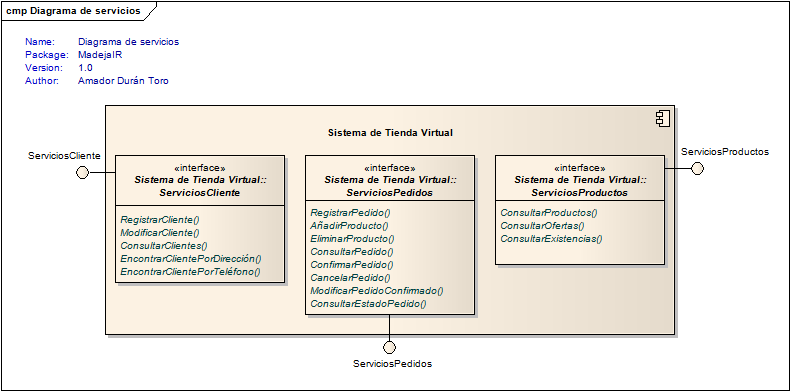 cmp Diagrama de servicios
Name: Diagrama de servicios
Package: MadejaIR
Version: 1.0
Author: Amador Durán Toro
Sistema de Tienda Virtual
ServiciosCliente
ServiciosProductos
«interface»
Sistema de Tienda Virtual::
ServiciosCliente
RegistrarCliente()
ModificarCliente()
ConsultarClientes()
EncontrarClientePorDirección()
EncontrarClientePorTeléfono()
«interface»
Sistema de Tienda Virtual::
ServiciosPedidos
RegistrarPedido()
AñadirProducto()
EliminarProducto()
ConsultarPedido()
ConfirmarPedido()
CancelarPedido()
ModificarPedidoConfirmado()
ConsultarEstadoPedido()
«interface»
Sistema de Tienda Virtual::
ServiciosProductos
ConsultarProductos()
ConsultarOfertas()
ConsultarExistencias()
ServiciosPedidos